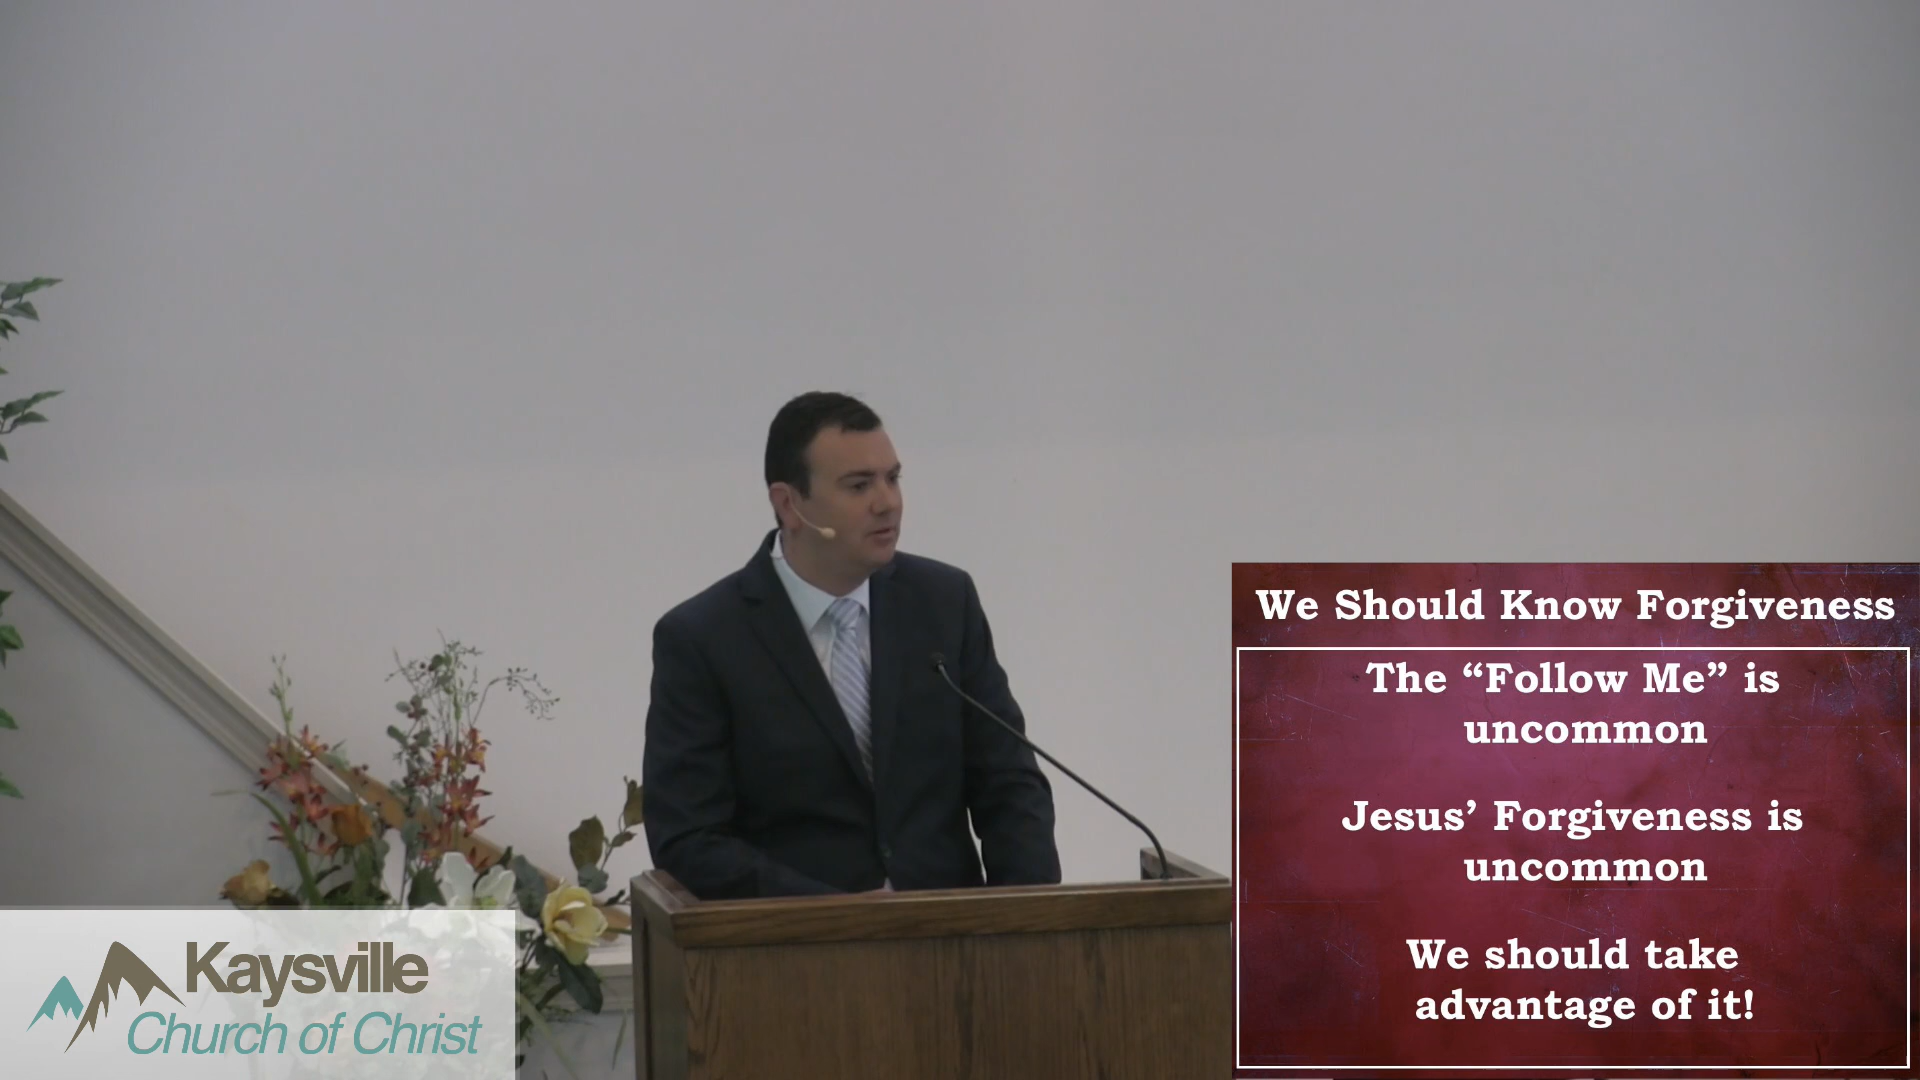 We Should Know Forgiveness
The “Follow Me” is
uncommon
Jesus’ Forgiveness is
uncommon
We should take
advantage of it!
Kaysville
Church of Christ